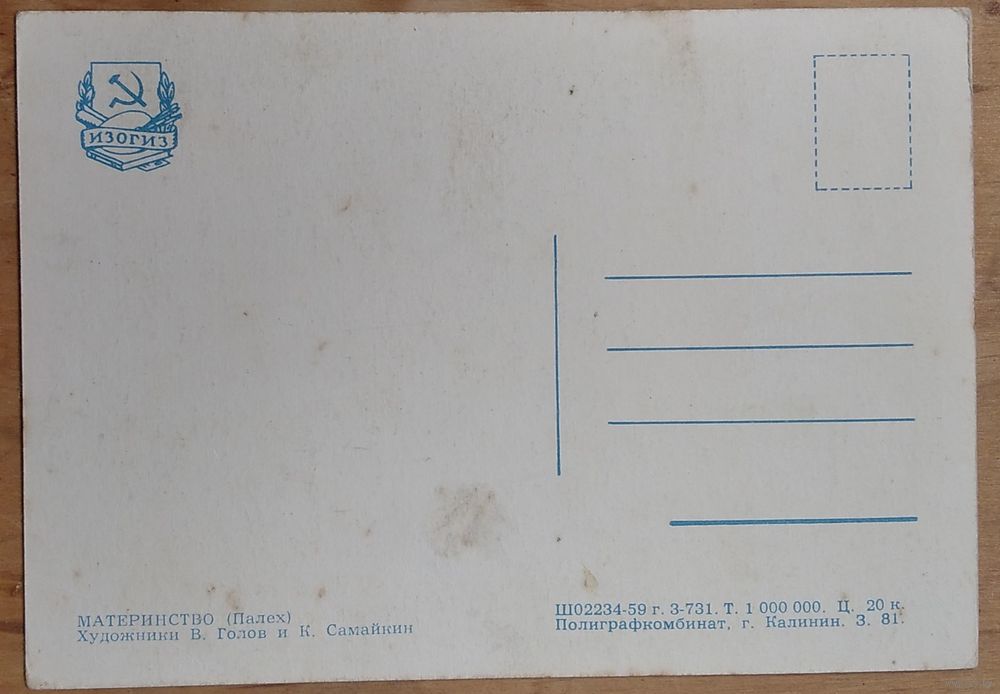 ИЗОГИЗ
МАТЕРИНСТВО (Палех)
Художники В. Голов и К. Самайкин
Ш02234-59 г. 3-731. Т. 1 000 000. Ц. 20 к.
Полиграфкомбинат, г. Калинин. З. 81.